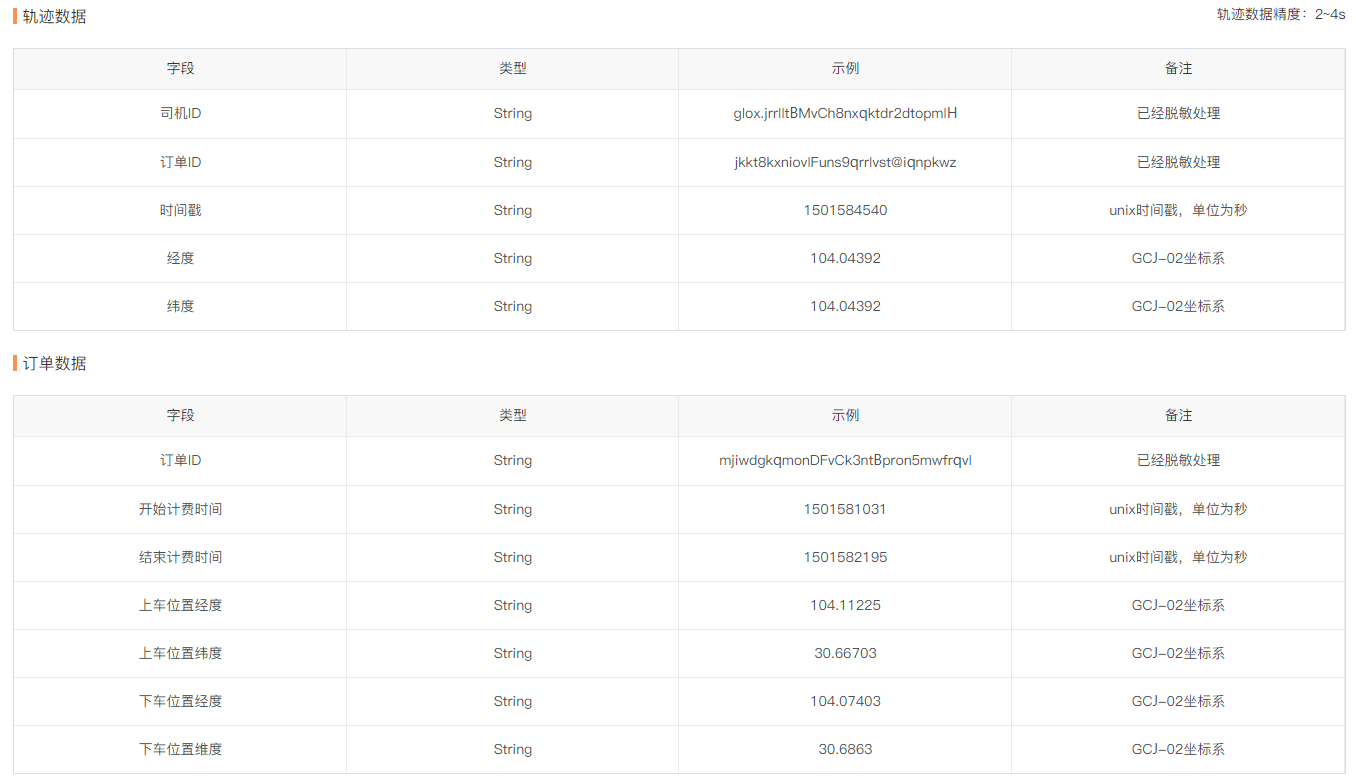 轨迹数据 轨迹数据精度：2~4s
字段 类型 示例 备注
司机ID String glox.jrrlltBMvCh8nxqktdr2dtopmlH 已经脱敏处理
订单ID String jkkt8kxniovlFuns9qrrlvst@iqnpkwz 已经脱敏处理
时间戳 String 1501584540 unix时间戳，单位为秒
经度 String 104.04392 GCJ-02坐标系
纬度 String 104.04392 GCJ-02坐标系
订单数据
字段 类型 示例 备注
订单ID String mjiwdgkqmonDFvCk3ntBpron5mwfrqvl 已经脱敏处理
开始计费时间 String 1501581031 unix时间戳，单位为秒
结束计费时间 String 1501582195 unix时间戳，单位为秒
上车位置经度 String 104.11225 GCJ-02坐标系
上车位置纬度 String 30.66703 GCJ-02坐标系
下车位置经度 String 104.07403 GCJ-02坐标系
下车位置维度 String 30.6863 GCJ-02坐标系